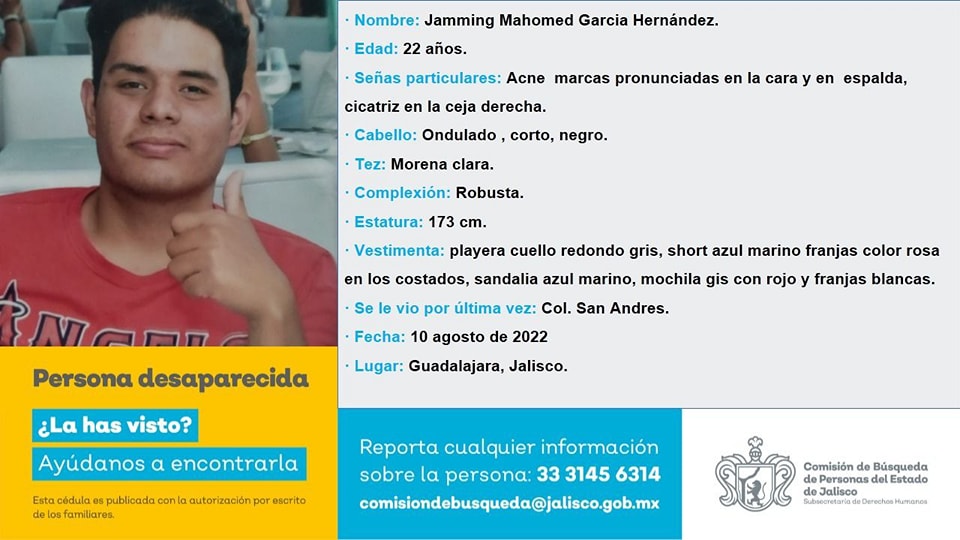 · Nombre: Jamming Mahomed Garcia Hernández.
· Edad: 22 años.
· Señas particulares: Acne marcas pronunciadas en la cara y en espalda,
cicatriz en la ceja derecha.
· Cabello: Ondulado , corto, negro.
· Tez: Morena clara.
· Complexión: Robusta.
· Estatura: 173 cm.
· Vestimenta: playera cuello redondo gris, short azul marino franjas color rosa
en los costados, sandalia azul marino, mochila gis con rojo y franjas blancas.
· Se le vio por última vez: Col. San Andres.
· Fecha: 10 agosto de 2022
· Lugar: Guadalajara, Jalisco.
ANGELS
Persona desaparecida
¿La has visto?
Ayúdanos a encontrarla
Esta cédula es publicada con la autorización por escrito
de los familiares.
Reporta cualquier información
sobre la persona: 33 3145 6314
comisiondebusqueda@jalisco.gob.mx
Comisión de Búsqueda
de Personas del Estado
de Jalisco
Subsecretaría de Derechos Humanos